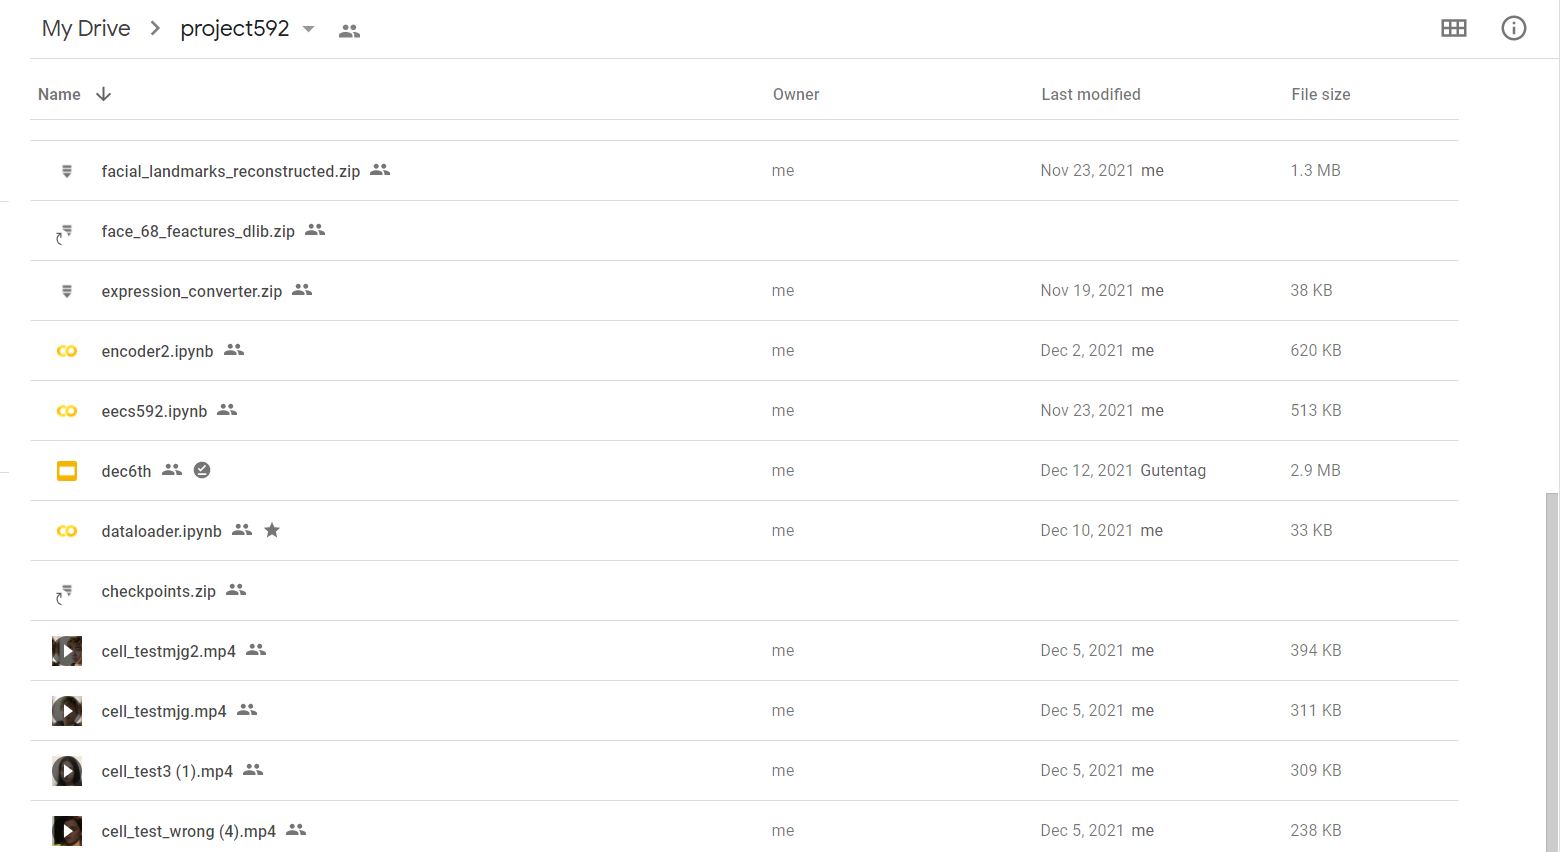 My Drive > project592
Name Owner Last modified File size
facial_landmarks_reconstructed.zip me Nov 23, 2021 me 1.3 MB
face_68_feactures_dlib.zip
expression_converter.zip me Nov 19, 2021 me 38 KB
encoder2.ipynb me Dec 2, 2021 me 620 KB
eecs592.ipynb me Nov 23, 2021 me 513 KB
dec6th me Dec 12, 2021 Gutentag 2.9 MB
dataloader.ipynb me Dec 10, 2021 me 33 KB
checkpoints.zip
cell_testmjg2.mp4 me Dec 5, 2021 me 394 KB
cell_testmjg.mp4 me Dec 5, 2021 me 311 KB
cell_test3 (1).mp4 me Dec 5, 2021 me 309 KB
cell_test_wrong (4).mp4 me Dec 5, 2021 me 238 KB